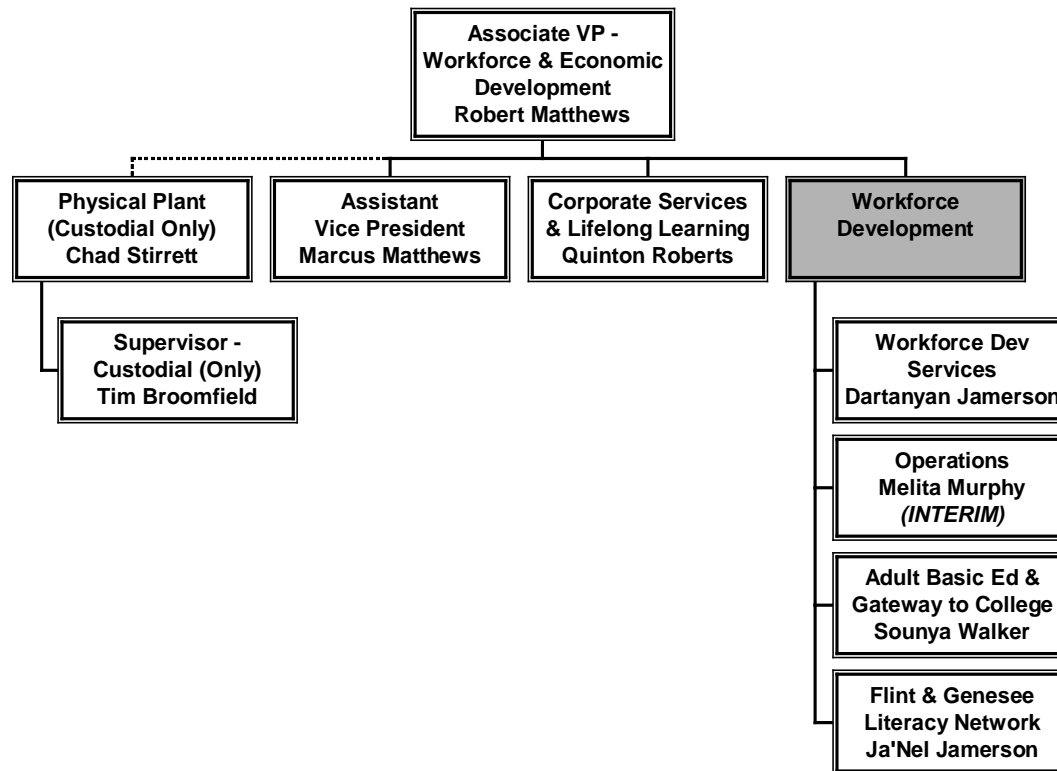 Associate VP -
Workforce & Economic
Development
Robert Matthews
Physical Plant
(Custodial Only)
Chad Stirrett
Assistant
Vice President
Marcus Matthews
Corporate Services
& Lifelong Learning
Quinton Roberts
Workforce
Development
Supervisor -
Custodial (Only)
Tim Broomfield
Workforce Dev
Services
Dartanyan Jamerson
Operations
Melita Murphy
(INTERIM)
Adult Basic Ed &
Gateway to College
Sounya Walker
Flint & Genesee
Literacy Network
Ja'Nel Jamerson